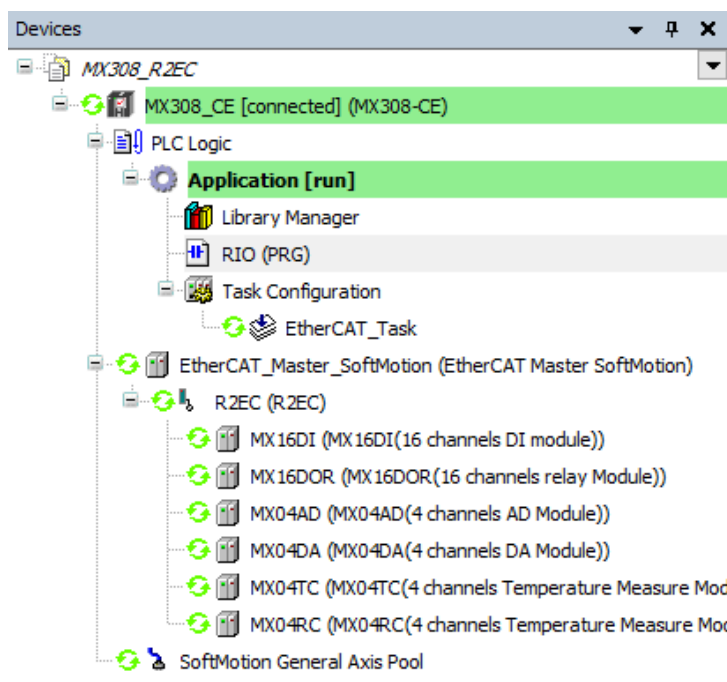 Devices
MX308_R2EC
MX308_CE [connected] (MX308-CE)
PLC Logic
Application [run]
Library Manager
RIO (PRG)
Task Configuration
EtherCAT_Task
EtherCAT_Master_SoftMotion (EtherCAT Master SoftMotion)
R2EC (R2EC)
MX16DI (MX16DI(16 channels DI module))
MX16DOR (MX16DOR(16 channels relay Module))
MX04AD (MX04AD(4 channels AD Module))
MX04DA (MX04DA(4 channels DA Module))
MX04TC (MX04TC(4 channels Temperature Measure Mod
MX04RC (MX04RC(4 channels Temperature Measure Mod
SoftMotion General Axis Pool